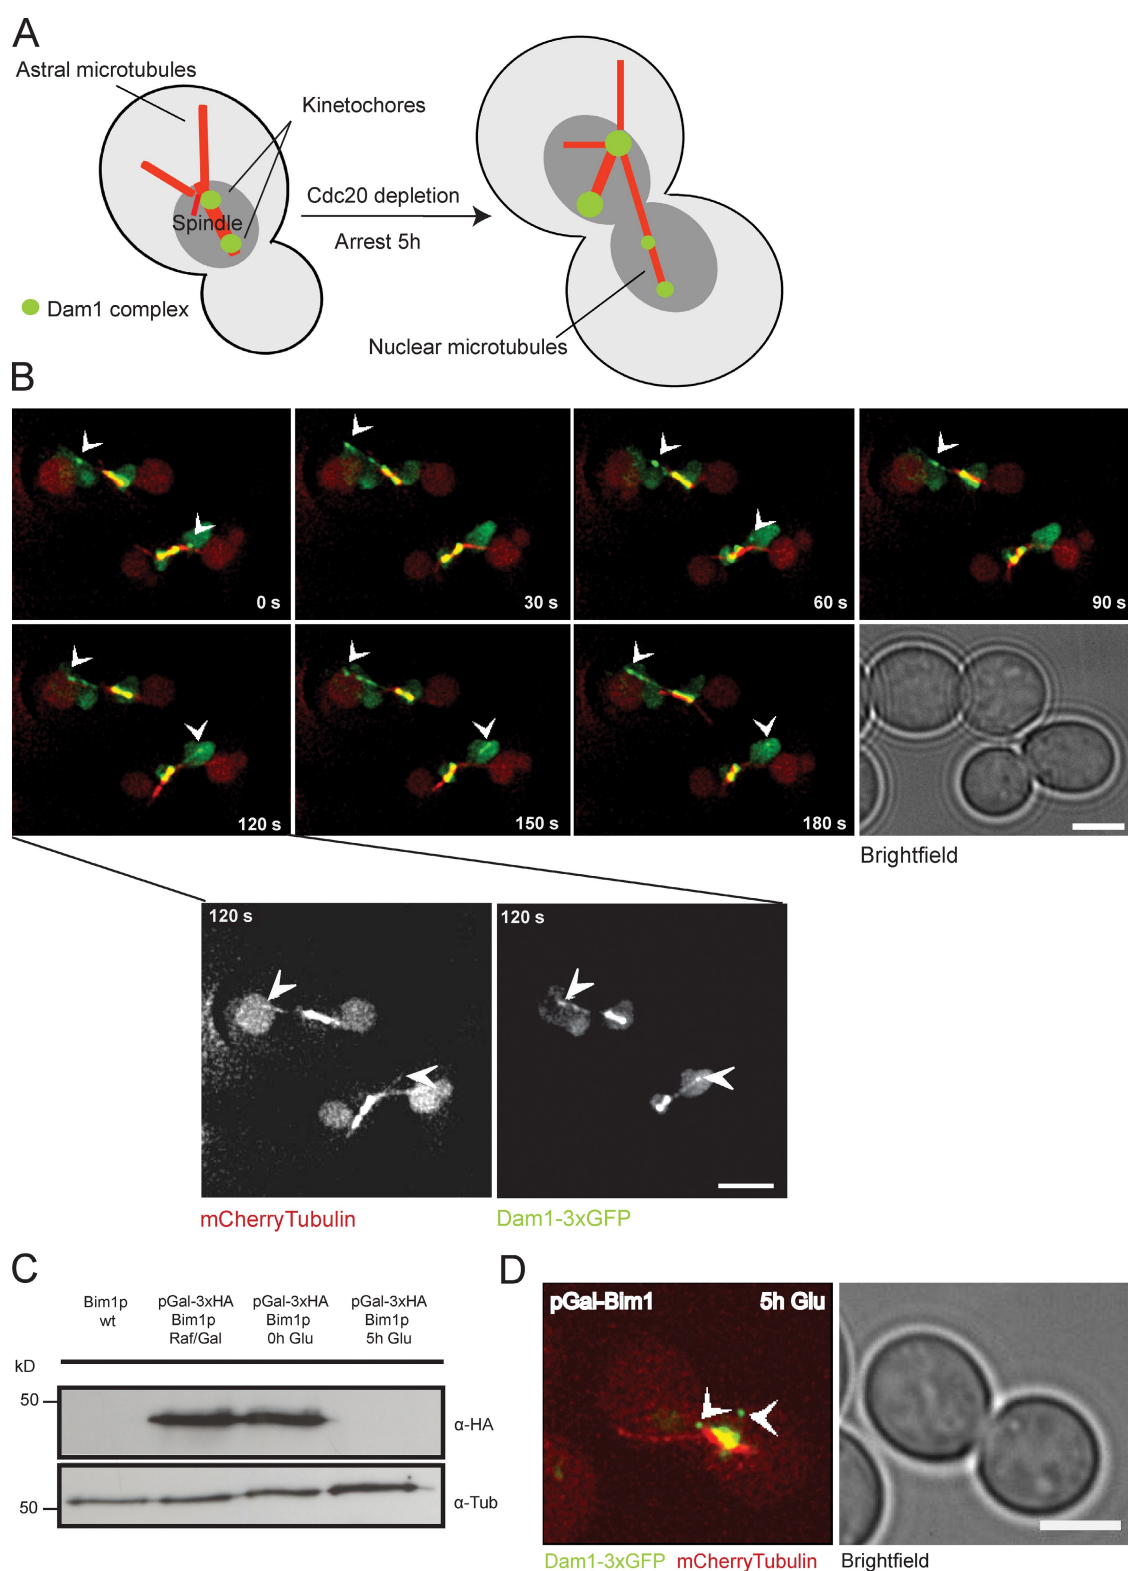 A
Astral microtubules
Kinetochores
Spindle
Cdc20 depletion
Arrest 5h
Dam1 complex
Nuclear microtubules
B
0 s
30 s
60 s
90 s
120 s
150 s
180 s
Brightfield
120 s
120 s
mCherryTubulin
Dam1-3xGFP
C
Bim1p
wt
pGal-3xHA
Bim1p
Raf/Gal
pGal-3xHA
Bim1p
0h Glu
pGal-3xHA
Bim1p
5h Glu
kD
50
α-HA
50
α-Tub
D
pGal-Bim1
5h Glu
Dam1-3xGFP
mCherryTubulin
Brightfield